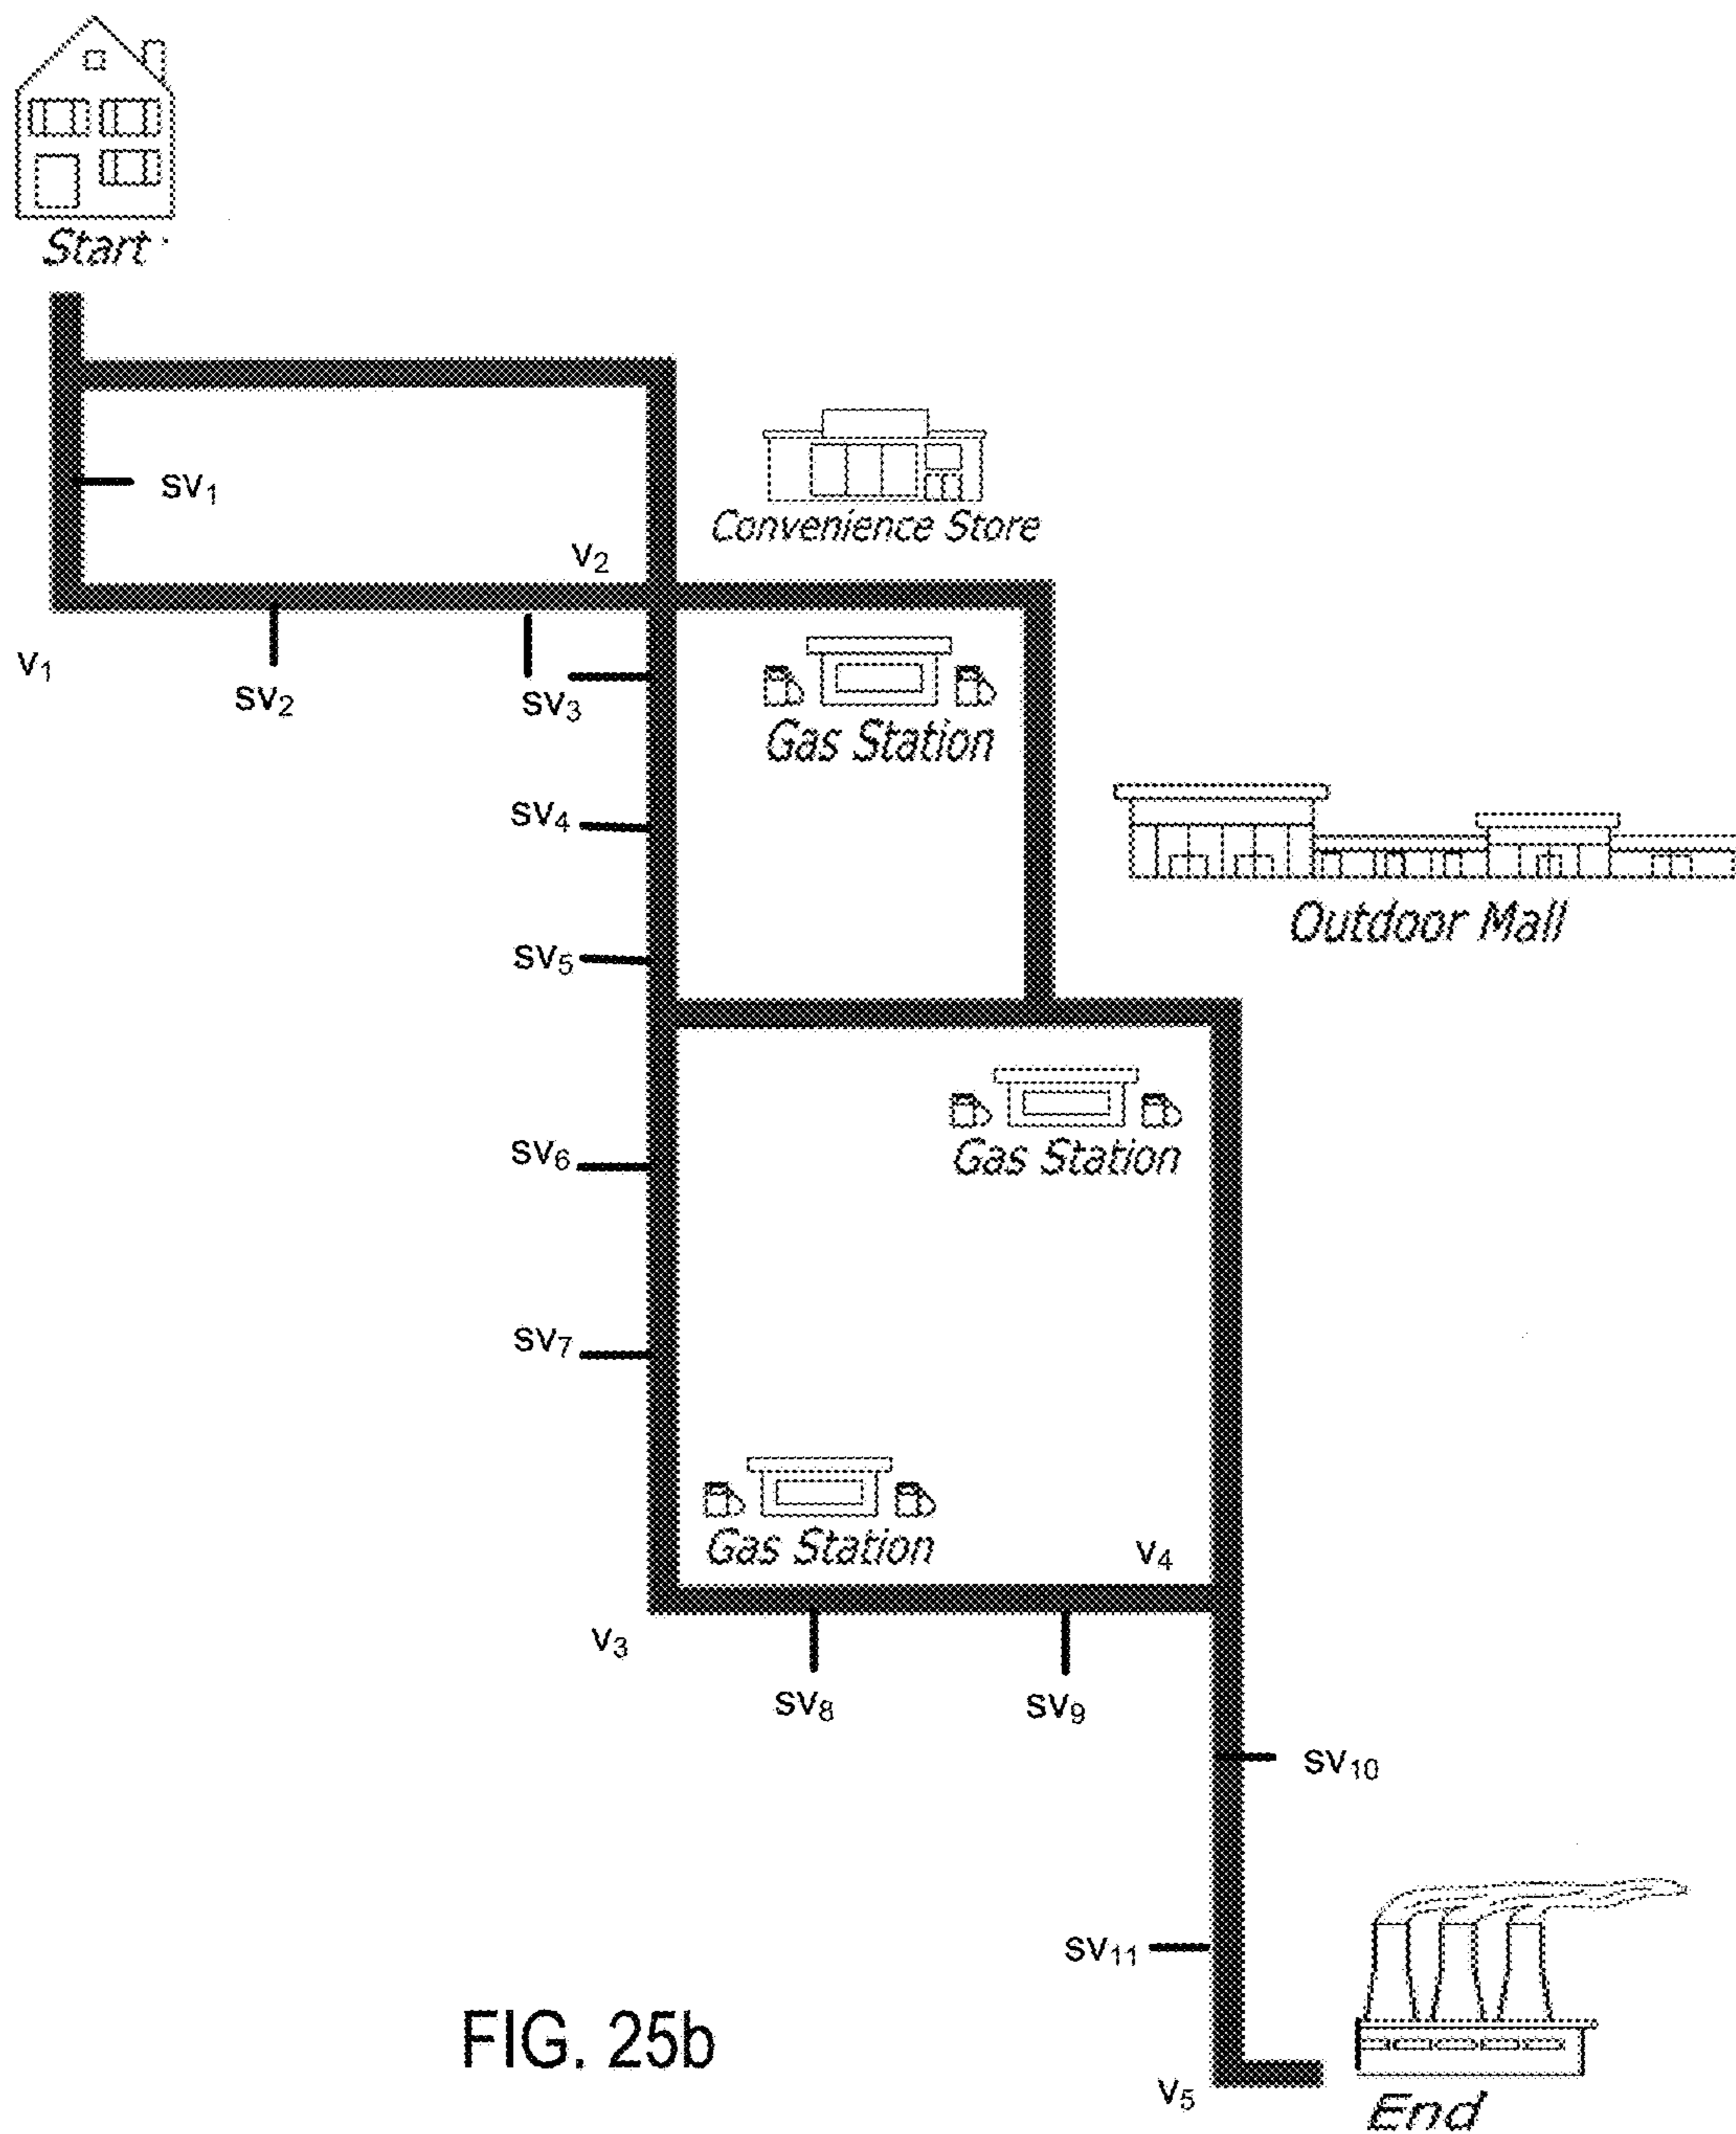 Start
sv₁
Convenience Store
v₂
v₁
sv₂
sv₃
Gas Station
sv₄
Outdoor Mall
sv₅
Gas Station
sv₆
sv₇
Gas Station
v₄
v₃
sv₈
sv₉
sv₁₀
sv₁₁
FIG. 25b
v₅
End